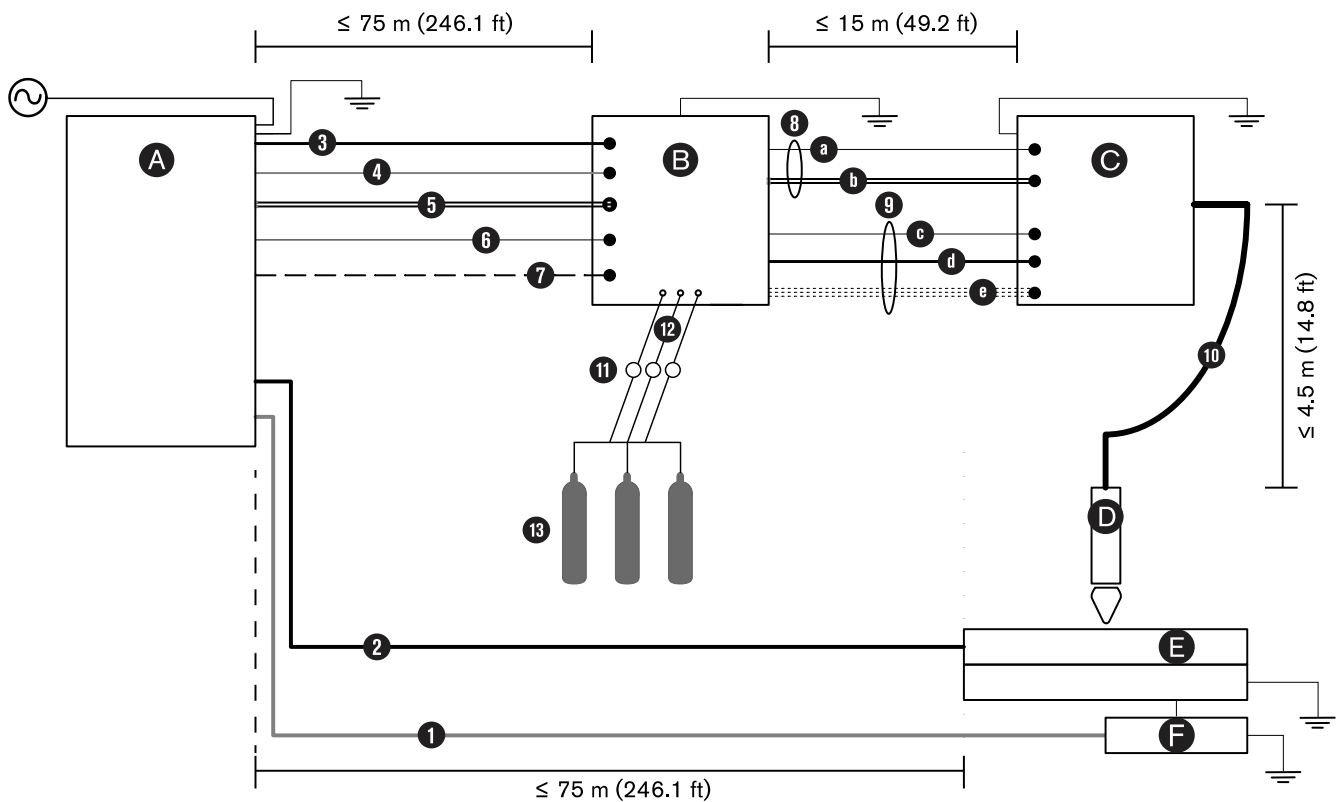 ≤ 75 m (246.1 ft)
≤ 15 m (49.2 ft)
A
3
4
5
6
7
B
8
a
b
9
c
d
e
C
10
≤ 4.5 m (14.8 ft)
12
11
13
D
2
E
1
F
≤ 75 m (246.1 ft)